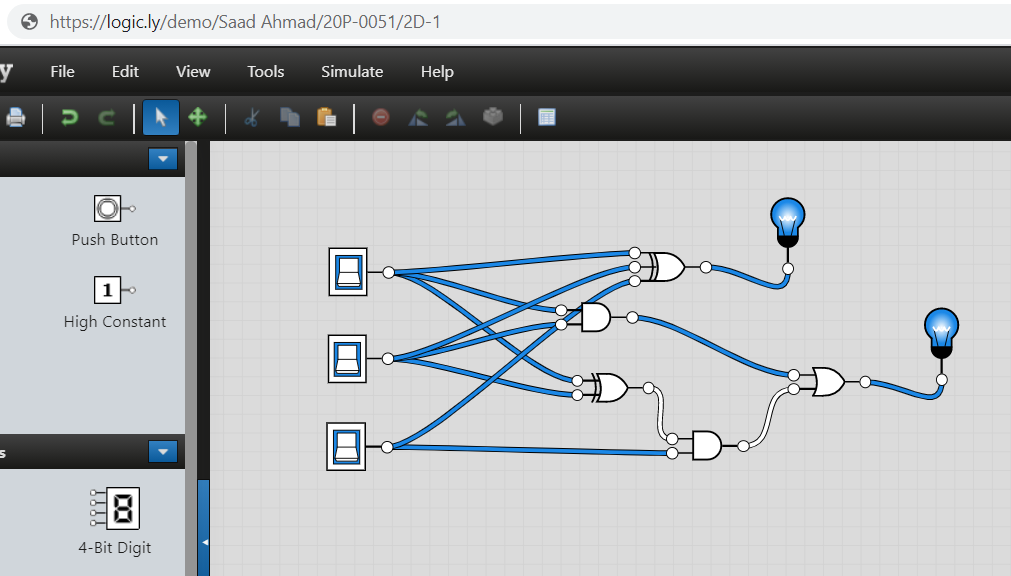 https://logic.ly/demo/Saad Ahmad/20P-0051/2D-1
y File Edit View Tools Simulate Help
Push Button
1
High Constant
s
8
4-Bit Digit